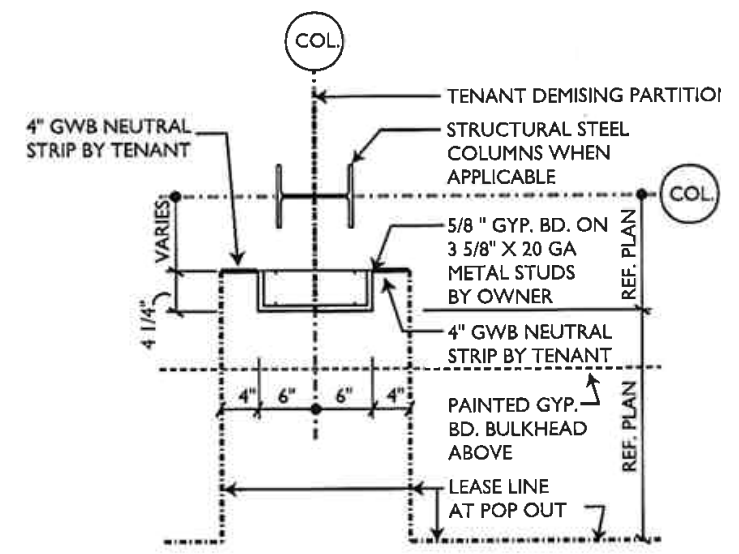 COL.
TENANT DEMISING PARTITION
4" GWB NEUTRAL
STRIP BY TENANT
STRUCTURAL STEEL
COLUMNS WHEN
APPLICABLE
COL.
VARIES
5/8 " GYP. BD. ON
3 5/8" X 20 GA
METAL STUDS
BY OWNER
REF. PLAN
4 1/4"
4" GWB NEUTRAL
STRIP BY TENANT
4" 6" 6" 4"
PAINTED GYP.
BD. BULKHEAD
ABOVE
REF. PLAN
LEASE LINE
AT POP OUT